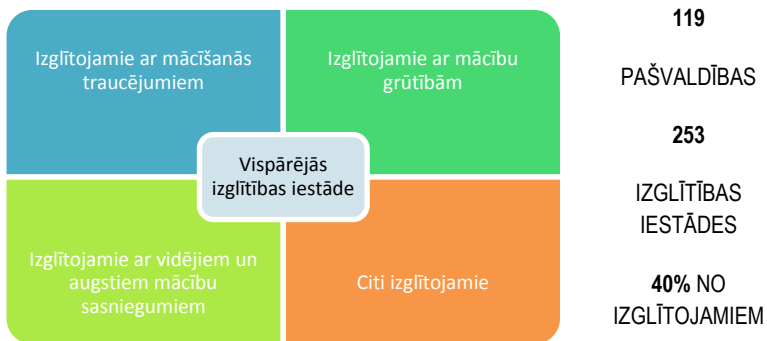 Izglītojamie ar mācīšanās
traucējumiem
Izglītojamie ar mācību
grūtībām
Vispārējās
izglītības iestāde
Izglītojamie ar vidējiem un
augstiem mācību
sasniegumiem
Citi izglītojamie
119
PAŠVALDĪBAS
253
IZGLĪTĪBAS
IESTĀDES
40% NO
IZGLĪTOJAMIEM